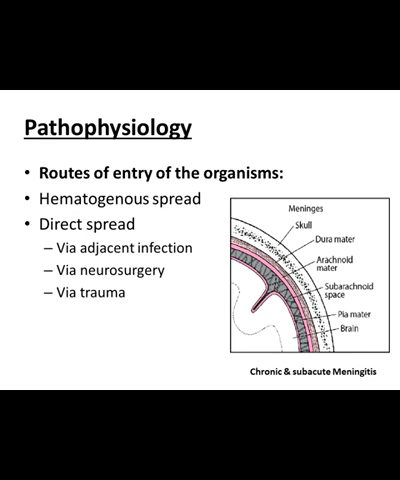 Pathophysiology
• Routes of entry of the organisms:
• Hematogenous spread
• Direct spread
– Via adjacent infection
– Via neurosurgery
– Via trauma
Meninges
Skull
Dura mater
Arachnoid
mater
Subarachnoid
space
Pia mater
Brain
Chronic & subacute Meningitis